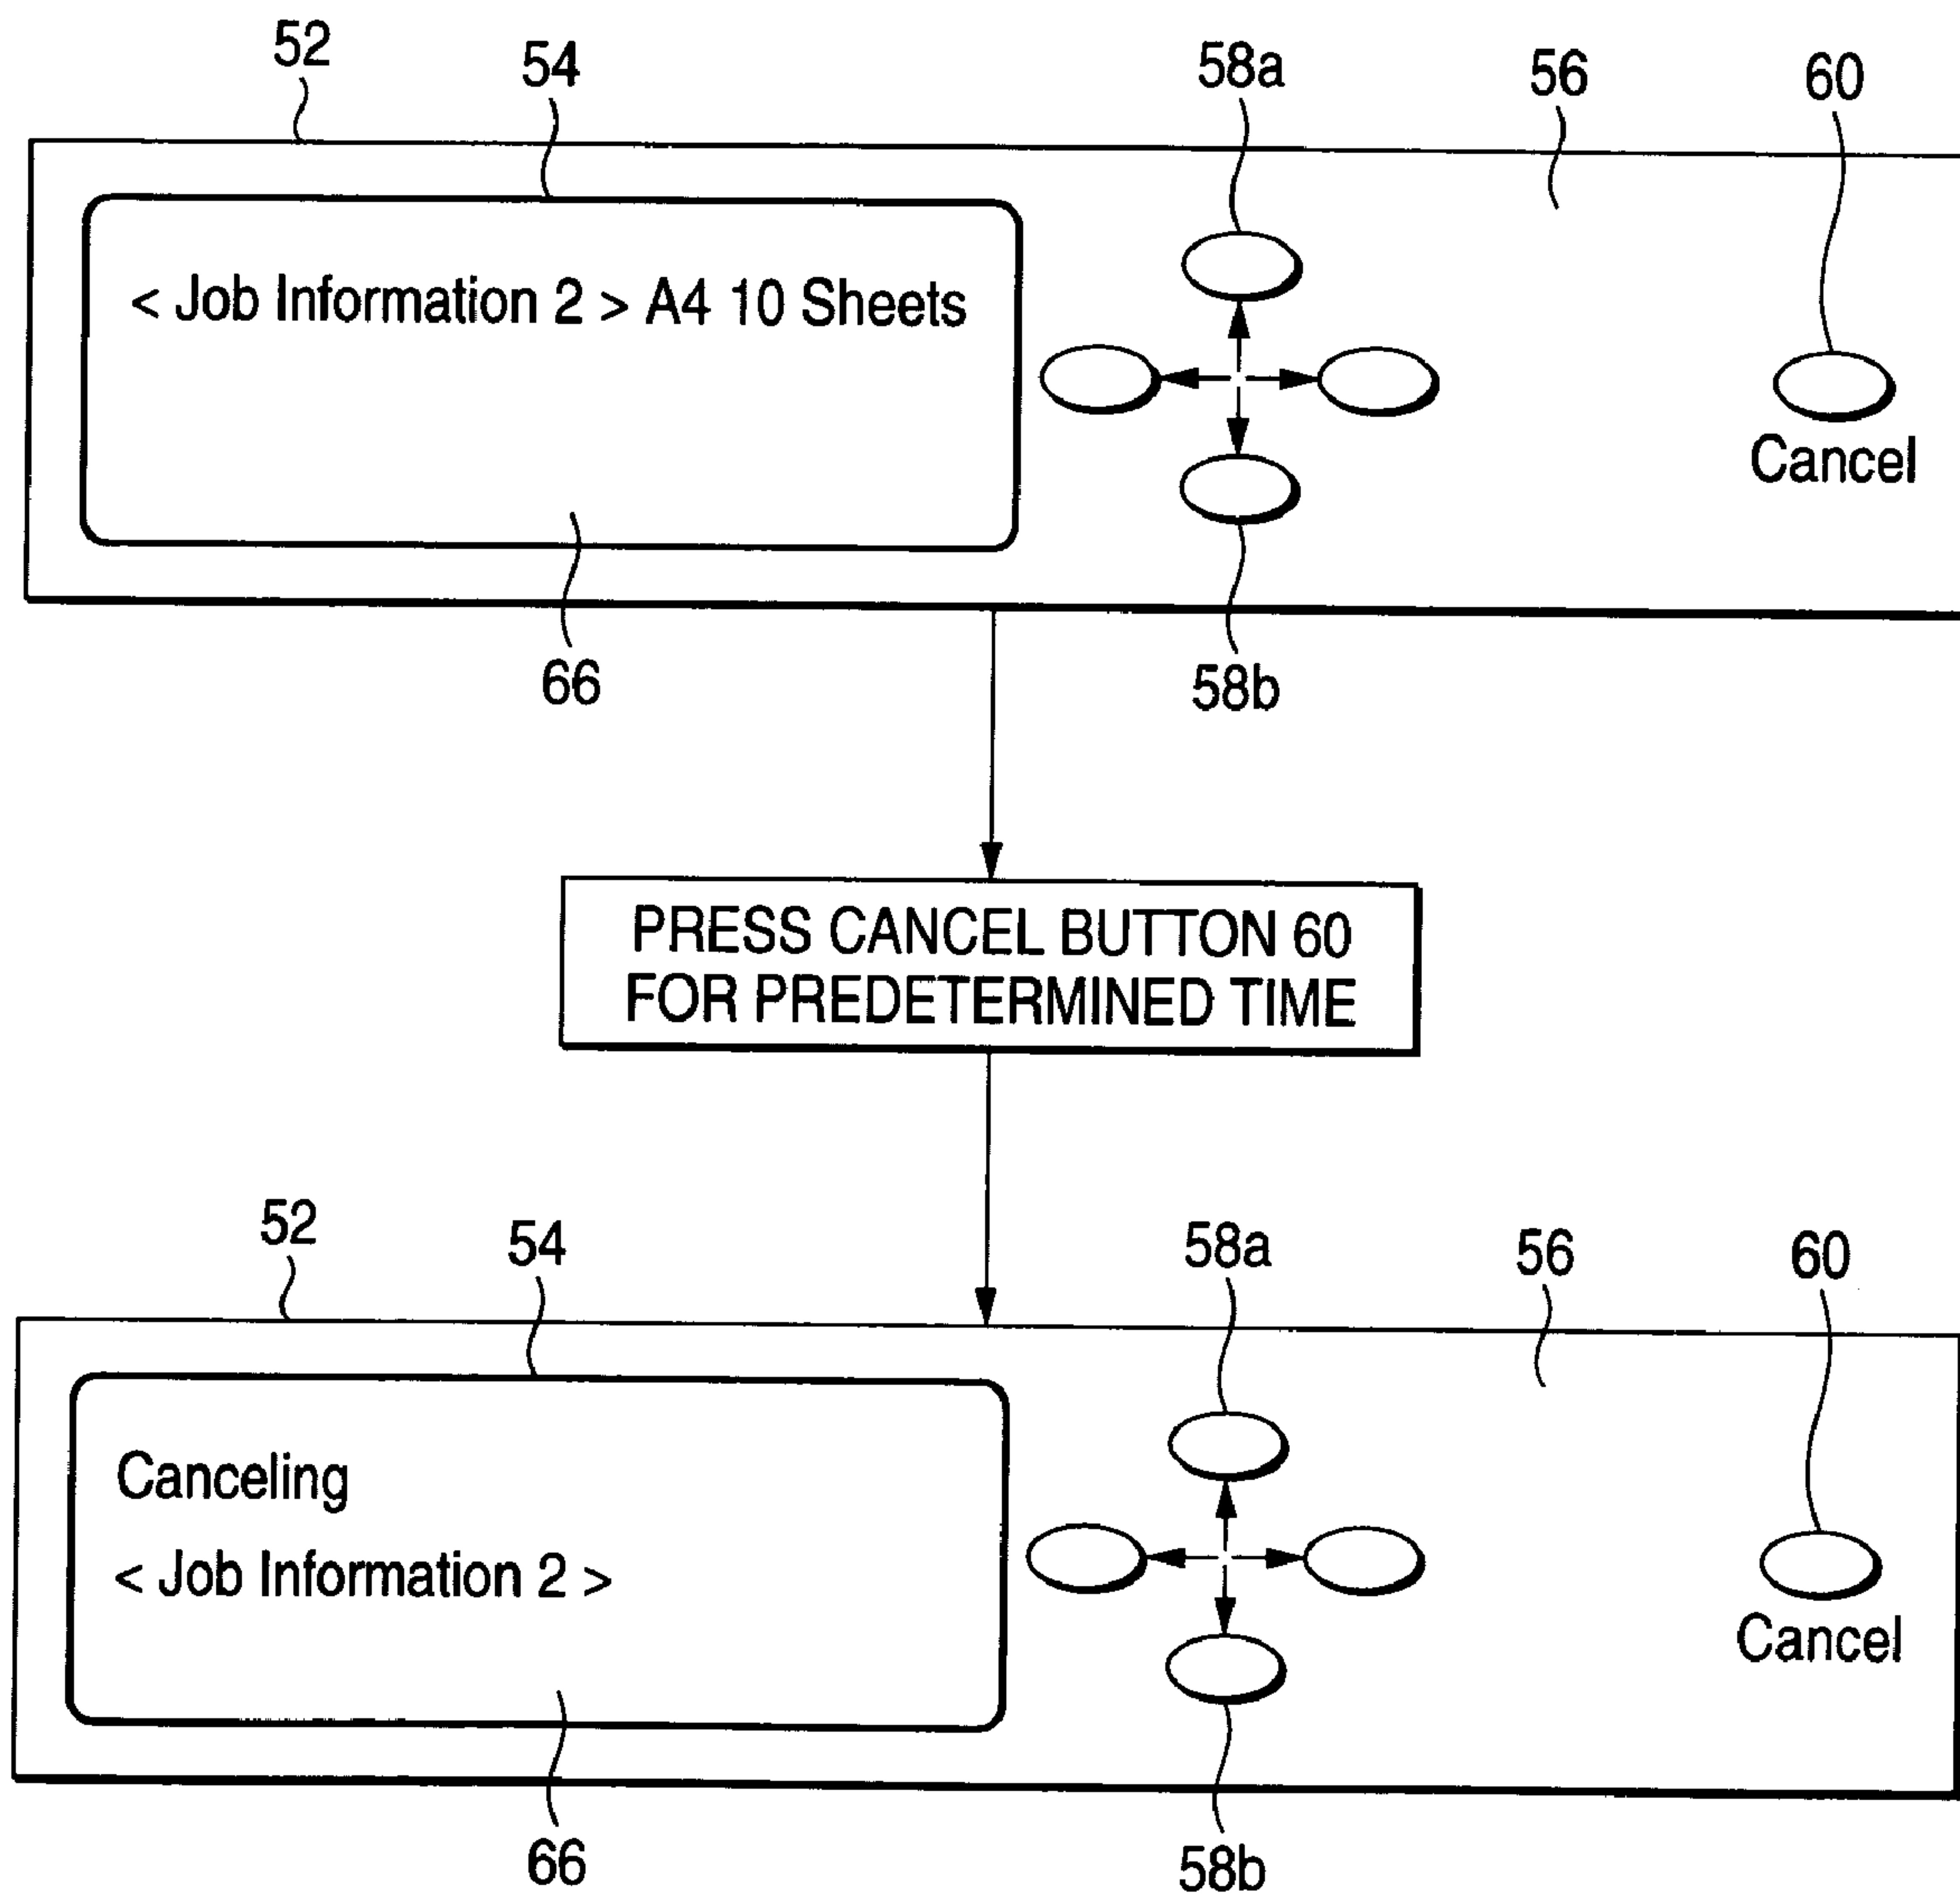 52
54
58a
56
60
< Job Information 2 > A4 10 Sheets
Cancel
66
58b
PRESS CANCEL BUTTON 60
FOR PREDETERMINED TIME
52
54
58a
56
60
Canceling
< Job Information 2 >
Cancel
66
58b